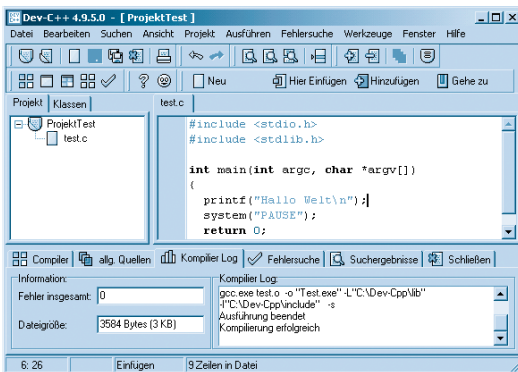 Dev-C++ 4.9.5.0 - [ ProjektTest ]
Datei Bearbeiten Suchen Ansicht Projekt Ausführen Fehlersuche Werkzeuge Fenster Hilfe
Neu Hier Einfügen Hinzufügen Gehe zu
Projekt Klassen test.c
ProjektTest
test.c
#include <stdio.h>
#include <stdlib.h>
int main(int argc, char *argv[])
{
printf("Hallo Welt\n");
system("PAUSE");
return 0;
Compiler allg. Quellen Kompilier Log Fehlersuche Suchergebnisse Schließen
Information:
Fehler insgesamt: 0
Dateigröße: 3584 Bytes (3 KB)
Kompilier Log:
gcc.exe test.o -o "Test.exe" -L"C:\Dev-Cpp\lib"
-I"C:\Dev-Cpp\include" -s
Ausführung beendet
Kompilierung erfolgreich
6: 26 Einfügen 9 Zeilen in Datei